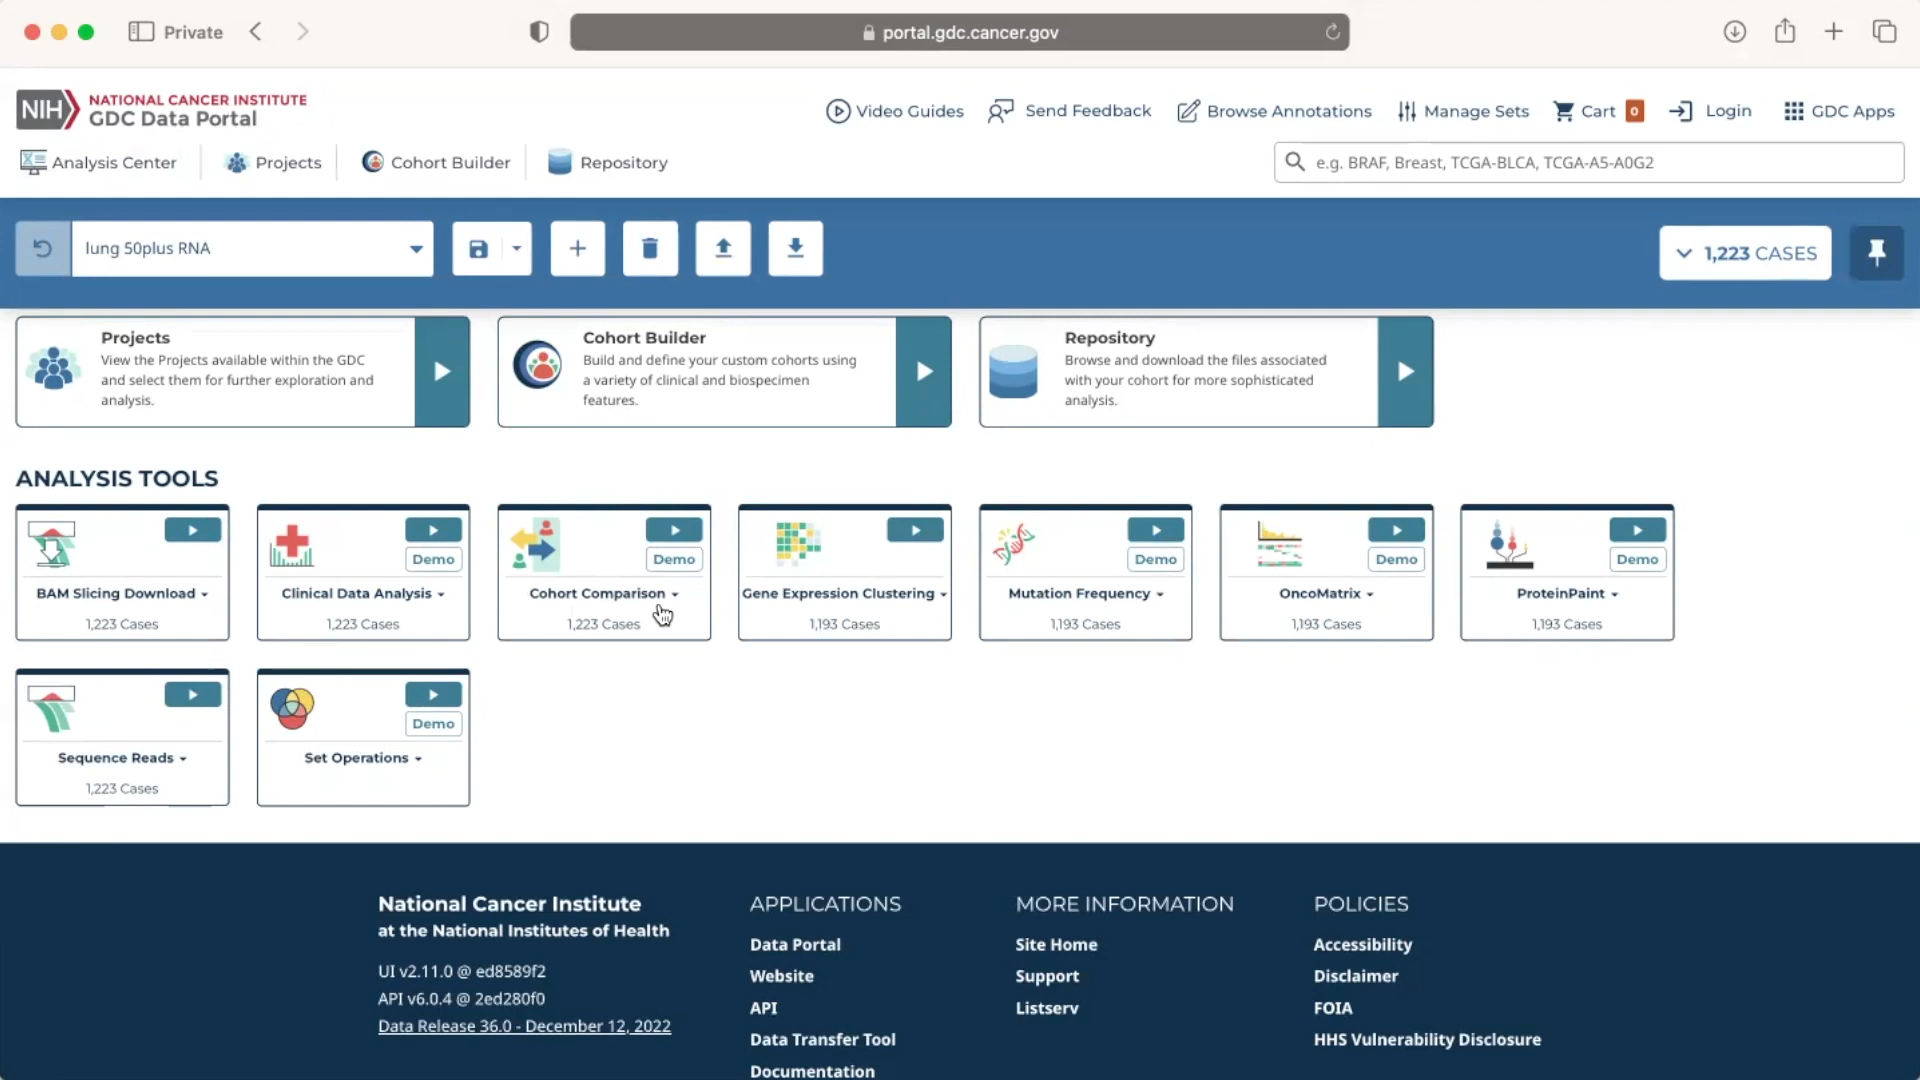 Private
portal.gdc.cancer.gov
NIH
NATIONAL CANCER INSTITUTE
GDC Data Portal
Video Guides
Send Feedback
Browse Annotations
Manage Sets
Cart 0
Login
GDC Apps
Analysis Center
Projects
Cohort Builder
Repository
e.g. BRAF, Breast, TCGA-BLCA, TCGA-A5-A0G2
lung 50plus RNA
1,223 CASES
Projects
View the Projects available within the GDC
and select them for further exploration and
analysis.
Cohort Builder
Build and define your custom cohorts using
a variety of clinical and biospecimen
features.
Repository
Browse and download the files associated
with your cohort for more sophisticated
analysis.
ANALYSIS TOOLS
BAM Slicing Download
1,223 Cases
Demo
Clinical Data Analysis
1,223 Cases
Demo
Cohort Comparison
1,223 Cases
Gene Expression Clustering
1,193 Cases
Demo
Mutation Frequency
1,193 Cases
Demo
OncoMatrix
1,193 Cases
Demo
ProteinPaint
1,193 Cases
Sequence Reads
1,223 Cases
Demo
Set Operations
National Cancer Institute
at the National Institutes of Health
UI v2.11.0 @ ed8589f2
API v6.0.4 @ 2ed280f0
Data Release 36.0 - December 12, 2022
APPLICATIONS
Data Portal
Website
API
Data Transfer Tool
Documentation
MORE INFORMATION
Site Home
Support
Listserv
POLICIES
Accessibility
Disclaimer
FOIA
HHS Vulnerability Disclosure